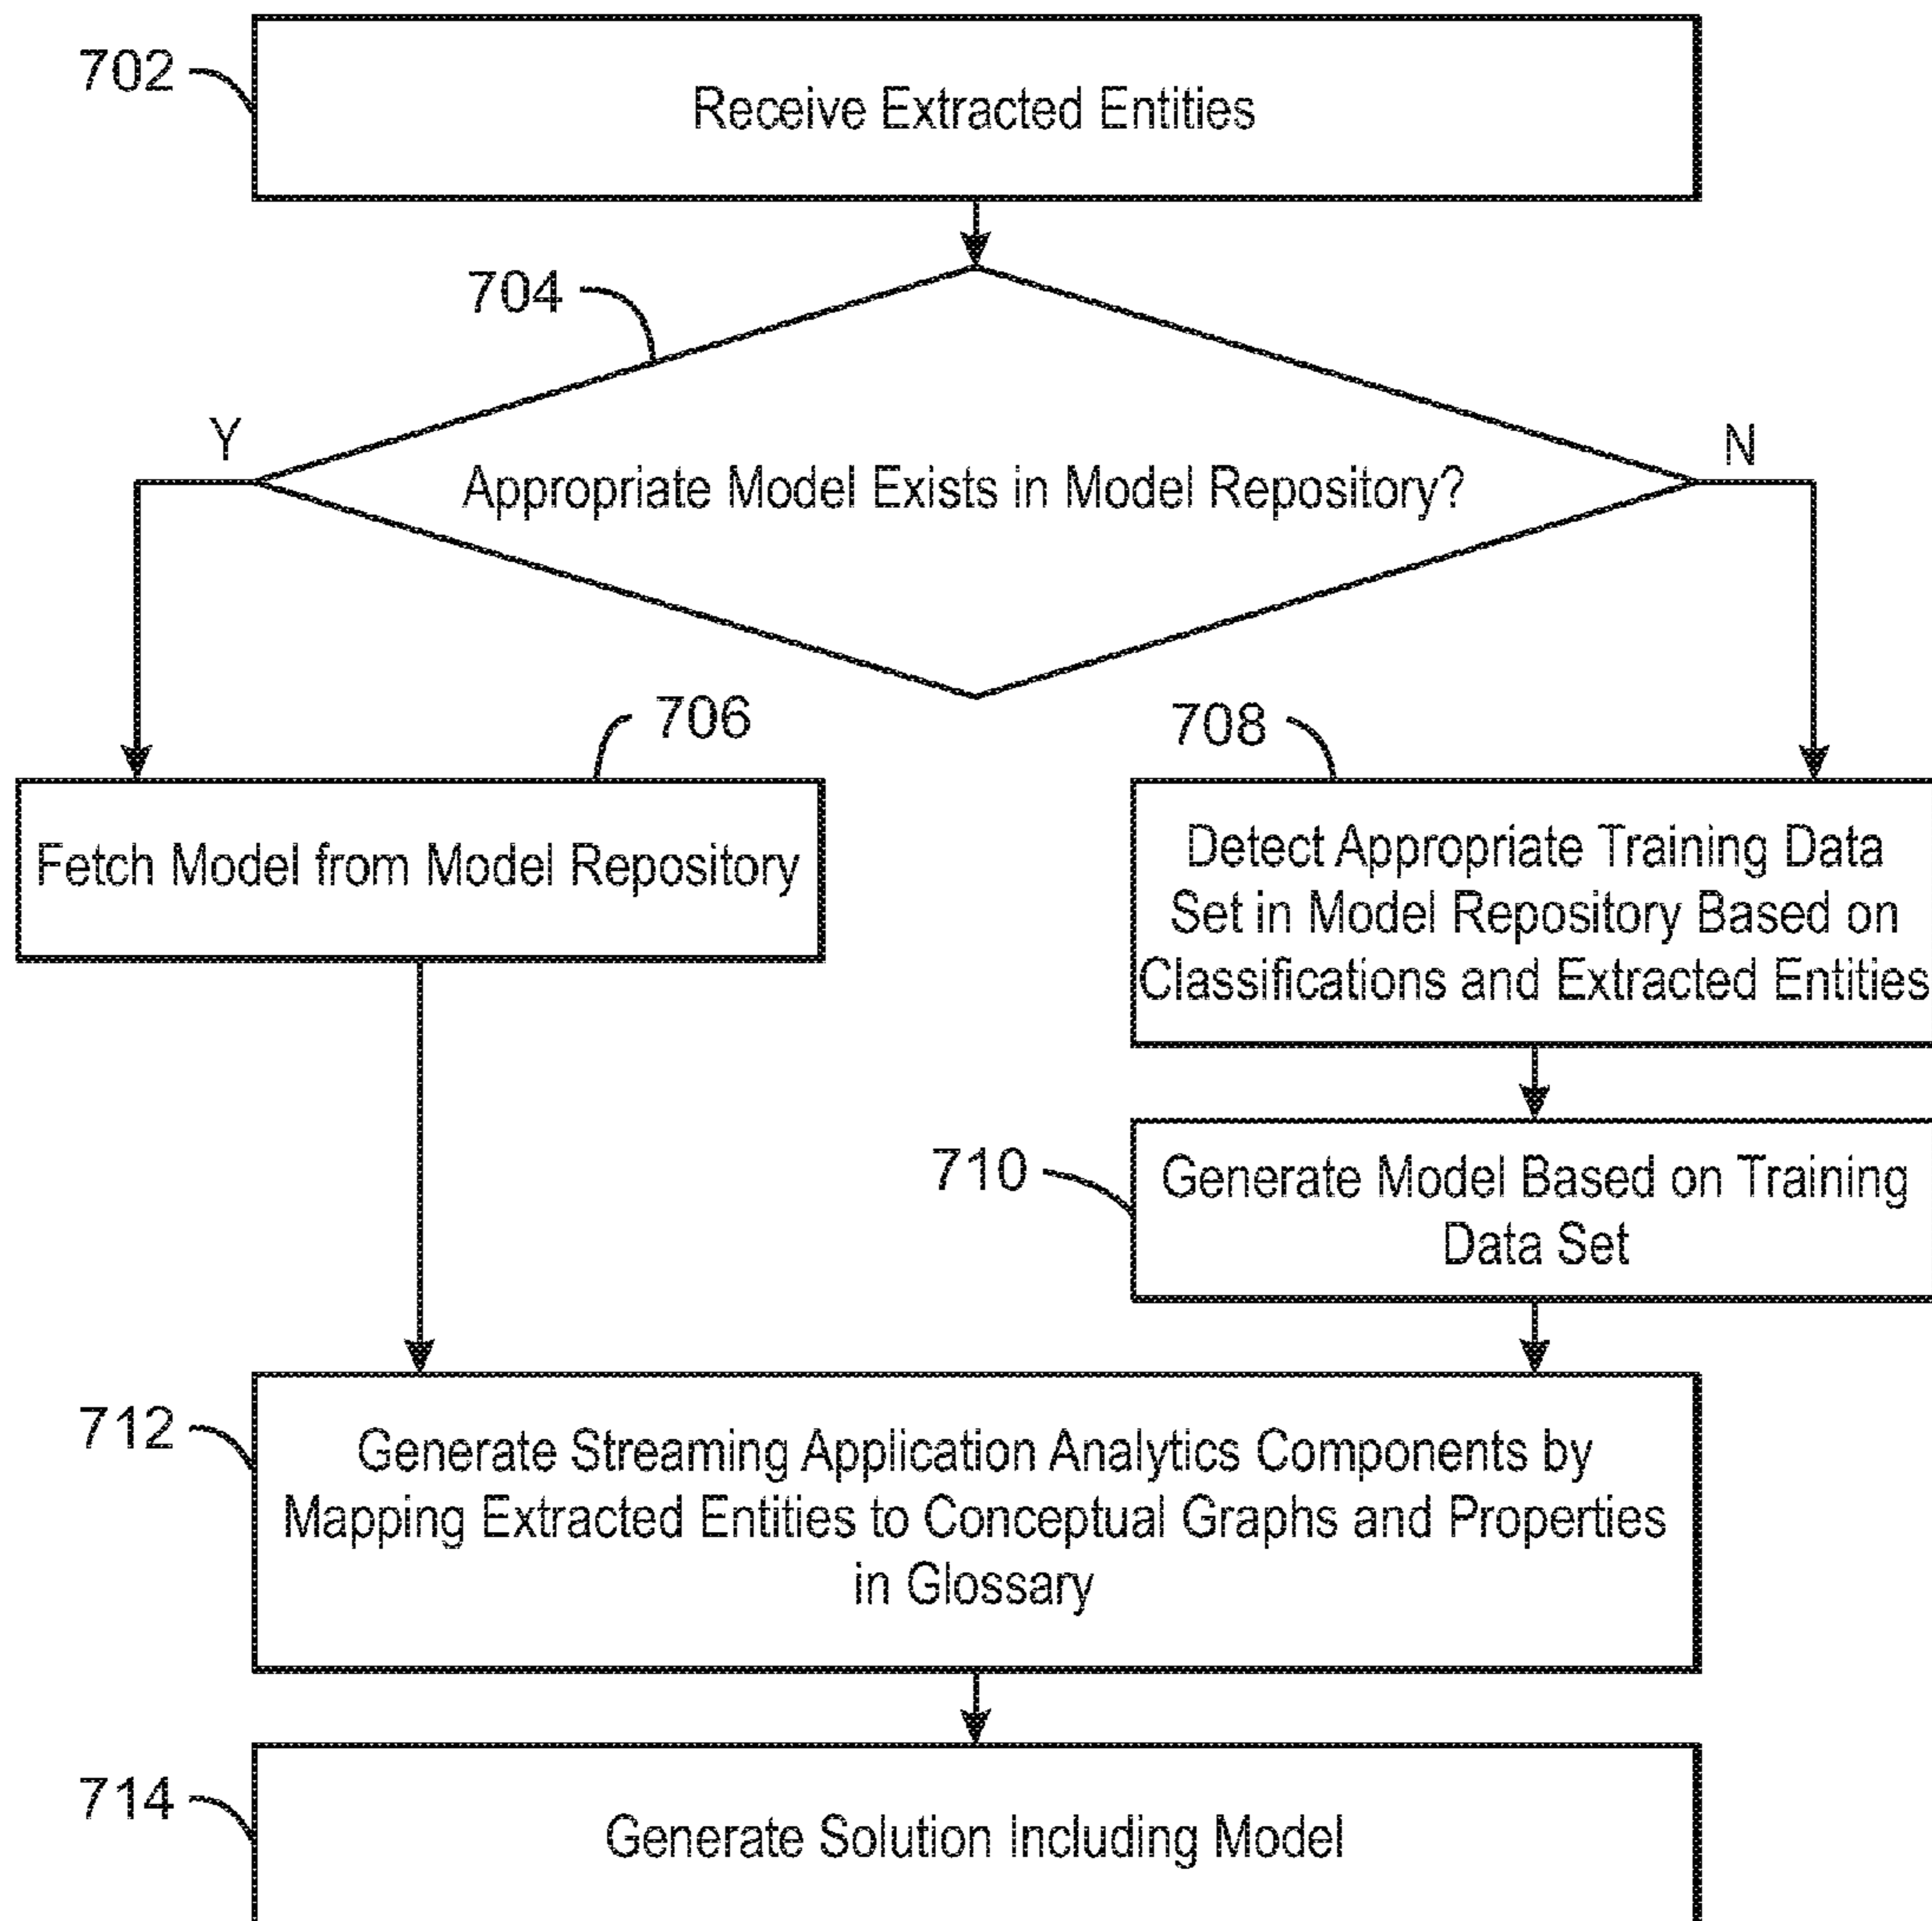 702
Receive Extracted Entities
704
Y
N
Appropriate Model Exists in Model Repository?
706
708
Fetch Model from Model Repository
Detect Appropriate Training Data
Set in Model Repository Based on
Classifications and Extracted Entities
710
Generate Model Based on Training
Data Set
712
Generate Streaming Application Analytics Components by
Mapping Extracted Entities to Conceptual Graphs and Properties
in Glossary
714
Generate Solution Including Model